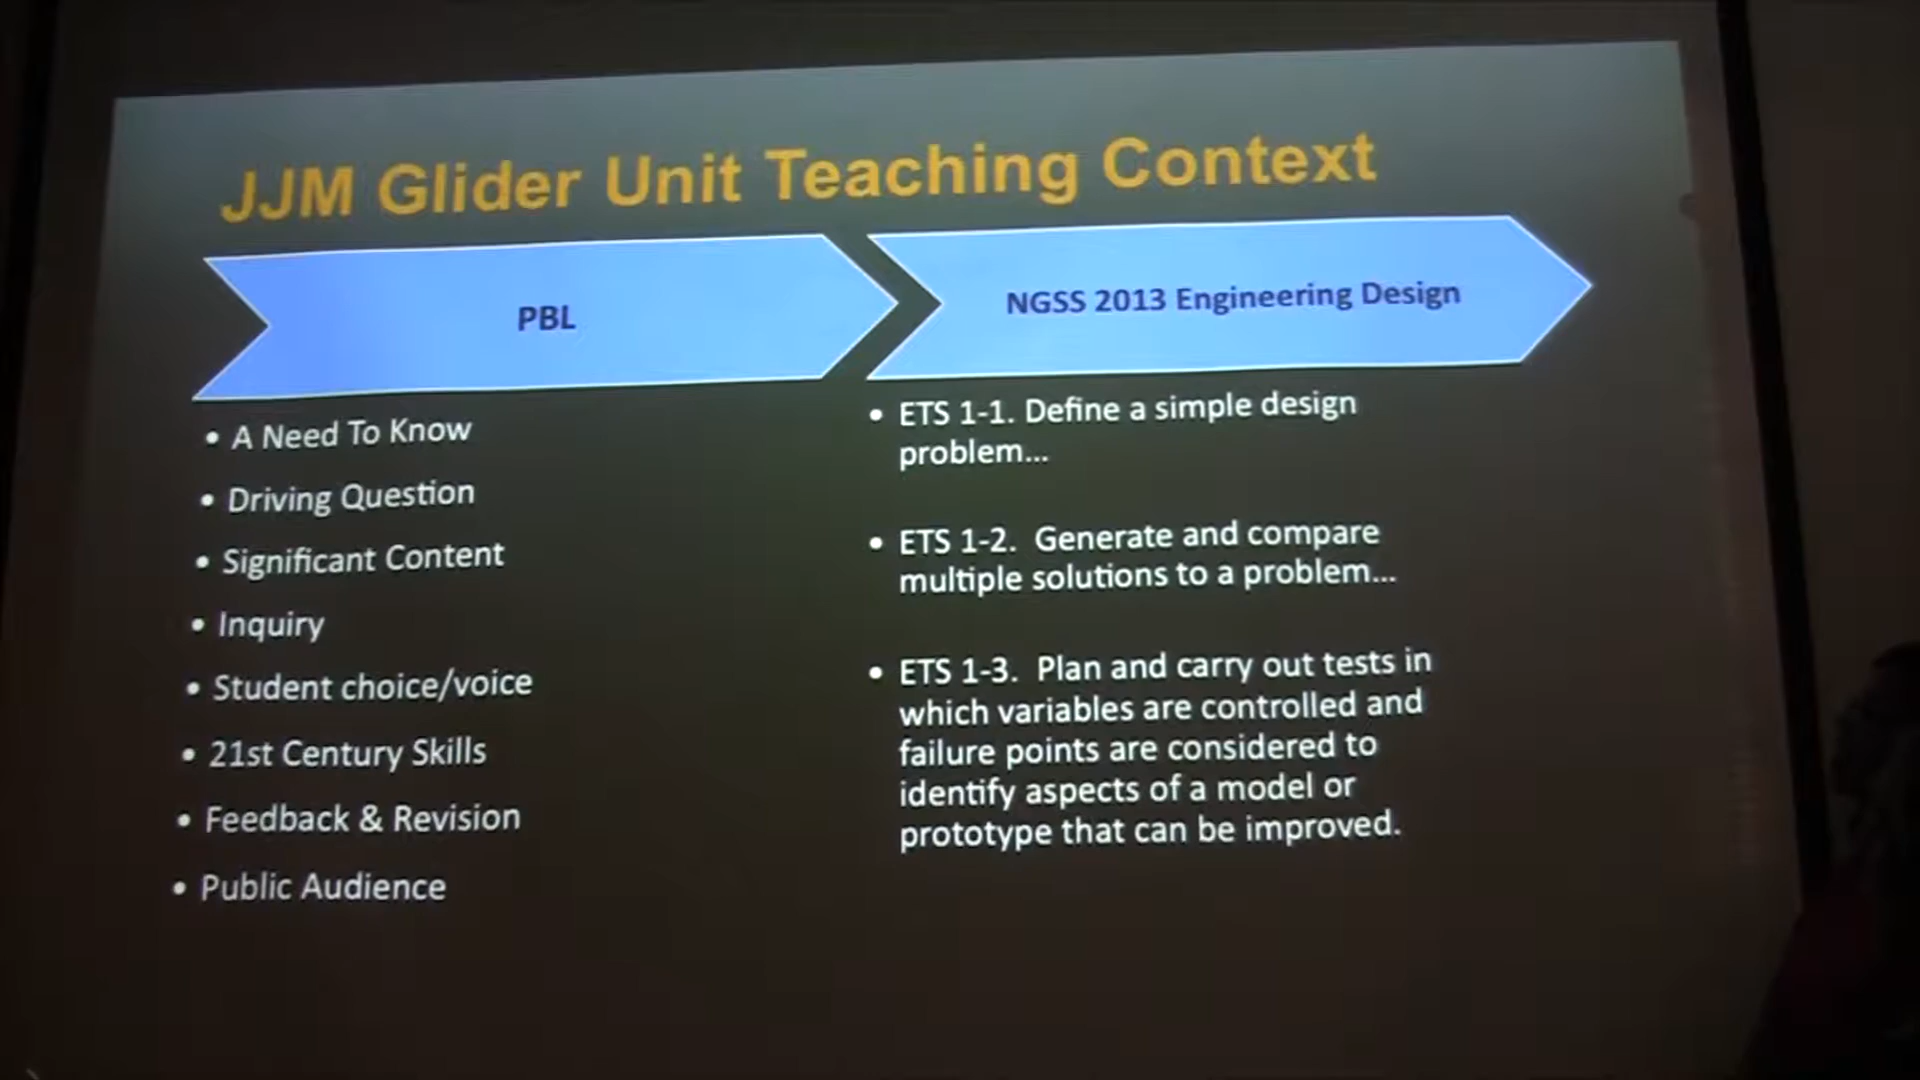 JJM Glider Unit Teaching Context
PBL
• A Need To Know
• Driving Question
• Significant Content
• Inquiry
• Student choice/voice
• 21st Century Skills
• Feedback & Revision
• Public Audience
NGSS 2013 Engineering Design
• ETS 1-1. Define a simple design
problem...
• ETS 1-2.  Generate and compare
multiple solutions to a problem...
• ETS 1-3.  Plan and carry out tests in
which variables are controlled and
failure points are considered to
identify aspects of a model or
prototype that can be improved.